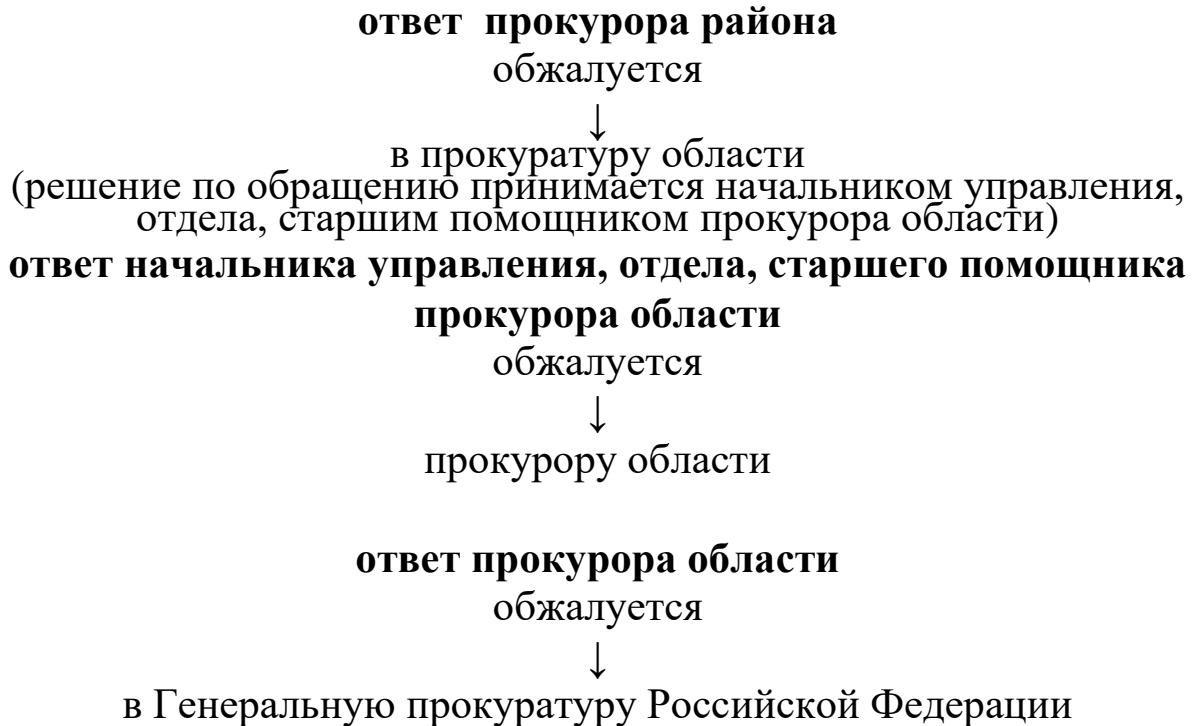 ответ прокурора района
обжалуется
↓
в прокуратуру области
(решение по обращению принимается начальником управления,
отдела, старшим помощником прокурора области)
ответ начальника управления, отдела, старшего помощника
прокурора области
обжалуется
↓
прокурору области
ответ прокурора области
обжалуется
↓
в Генеральную прокуратуру Российской Федерации